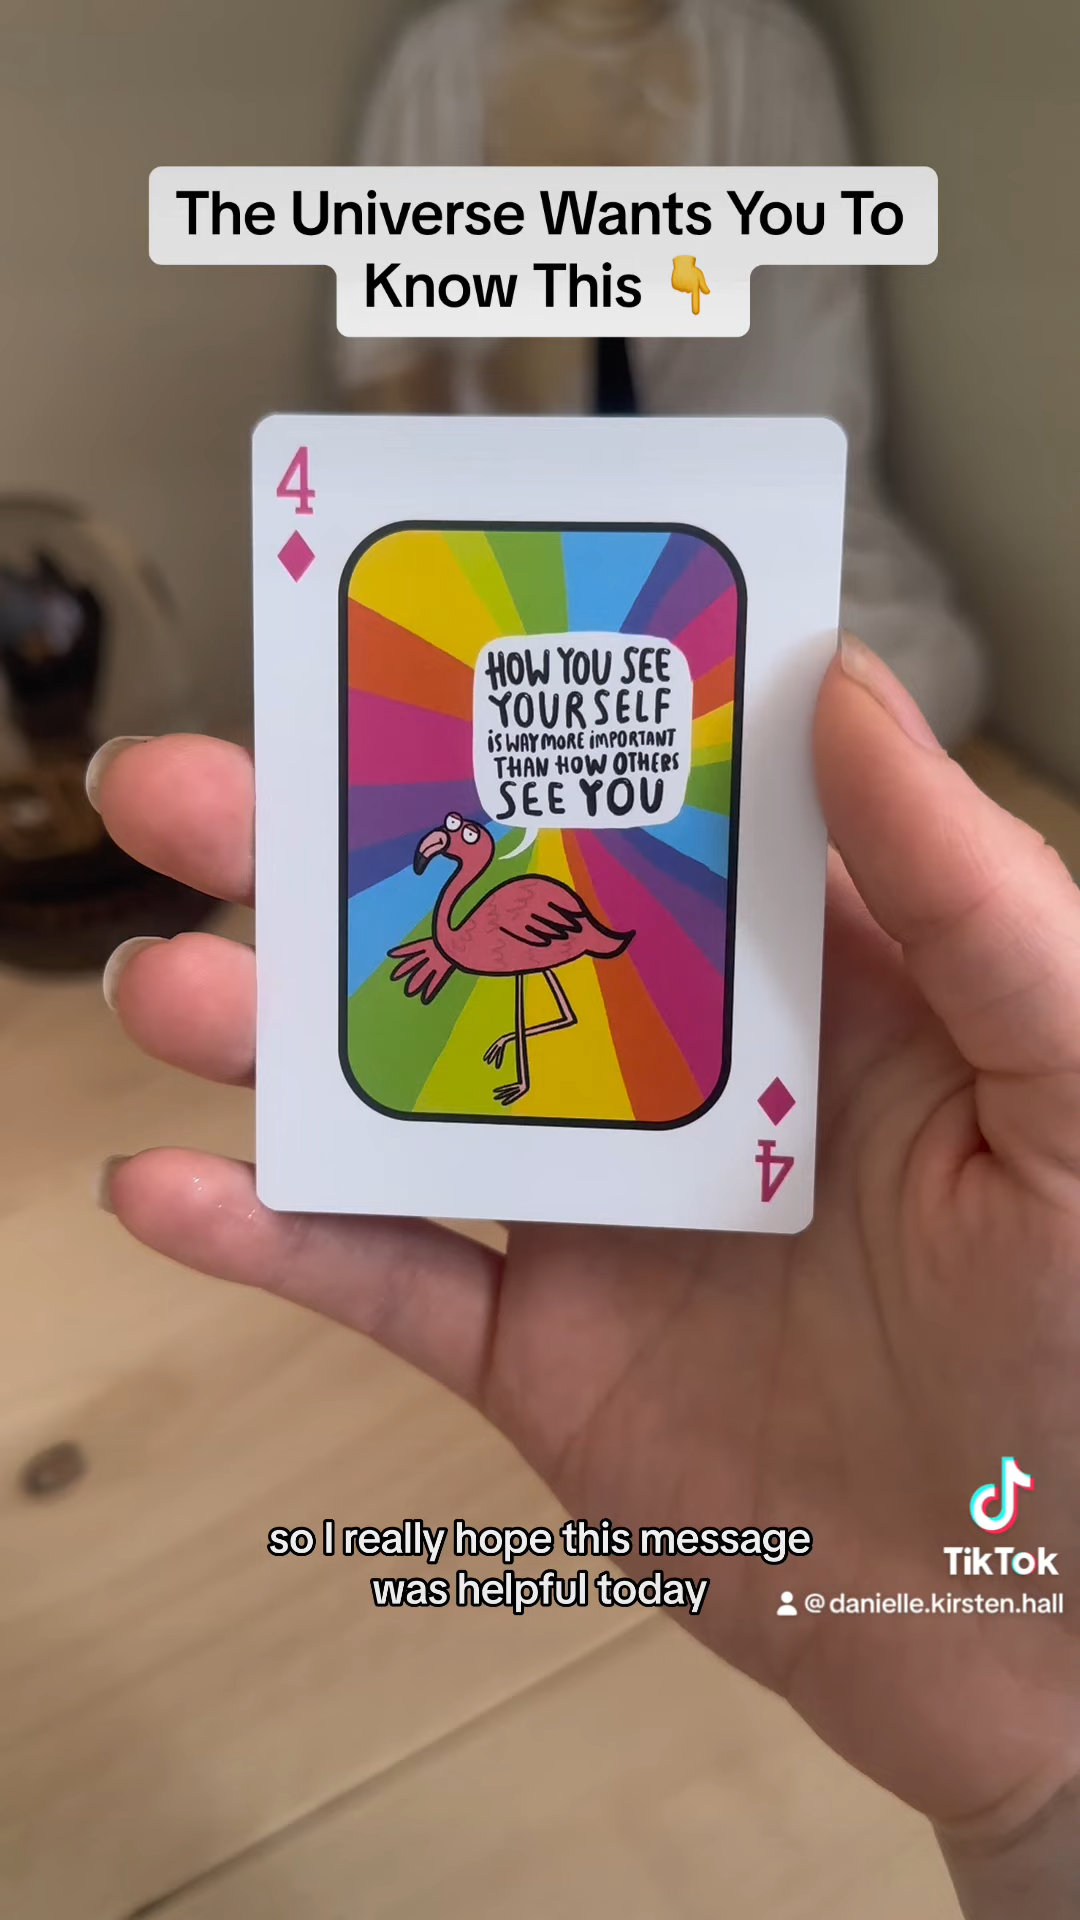 The Universe Wants You To
Know This 👇
4
HOW YOU SEE
YOURSELF
iS WAY MORE iMPORTANT
THAN HOW OTHERS
SEE YOU
4
so I really hope this message
was helpful today
TikTok
@danielle.kirsten.hall